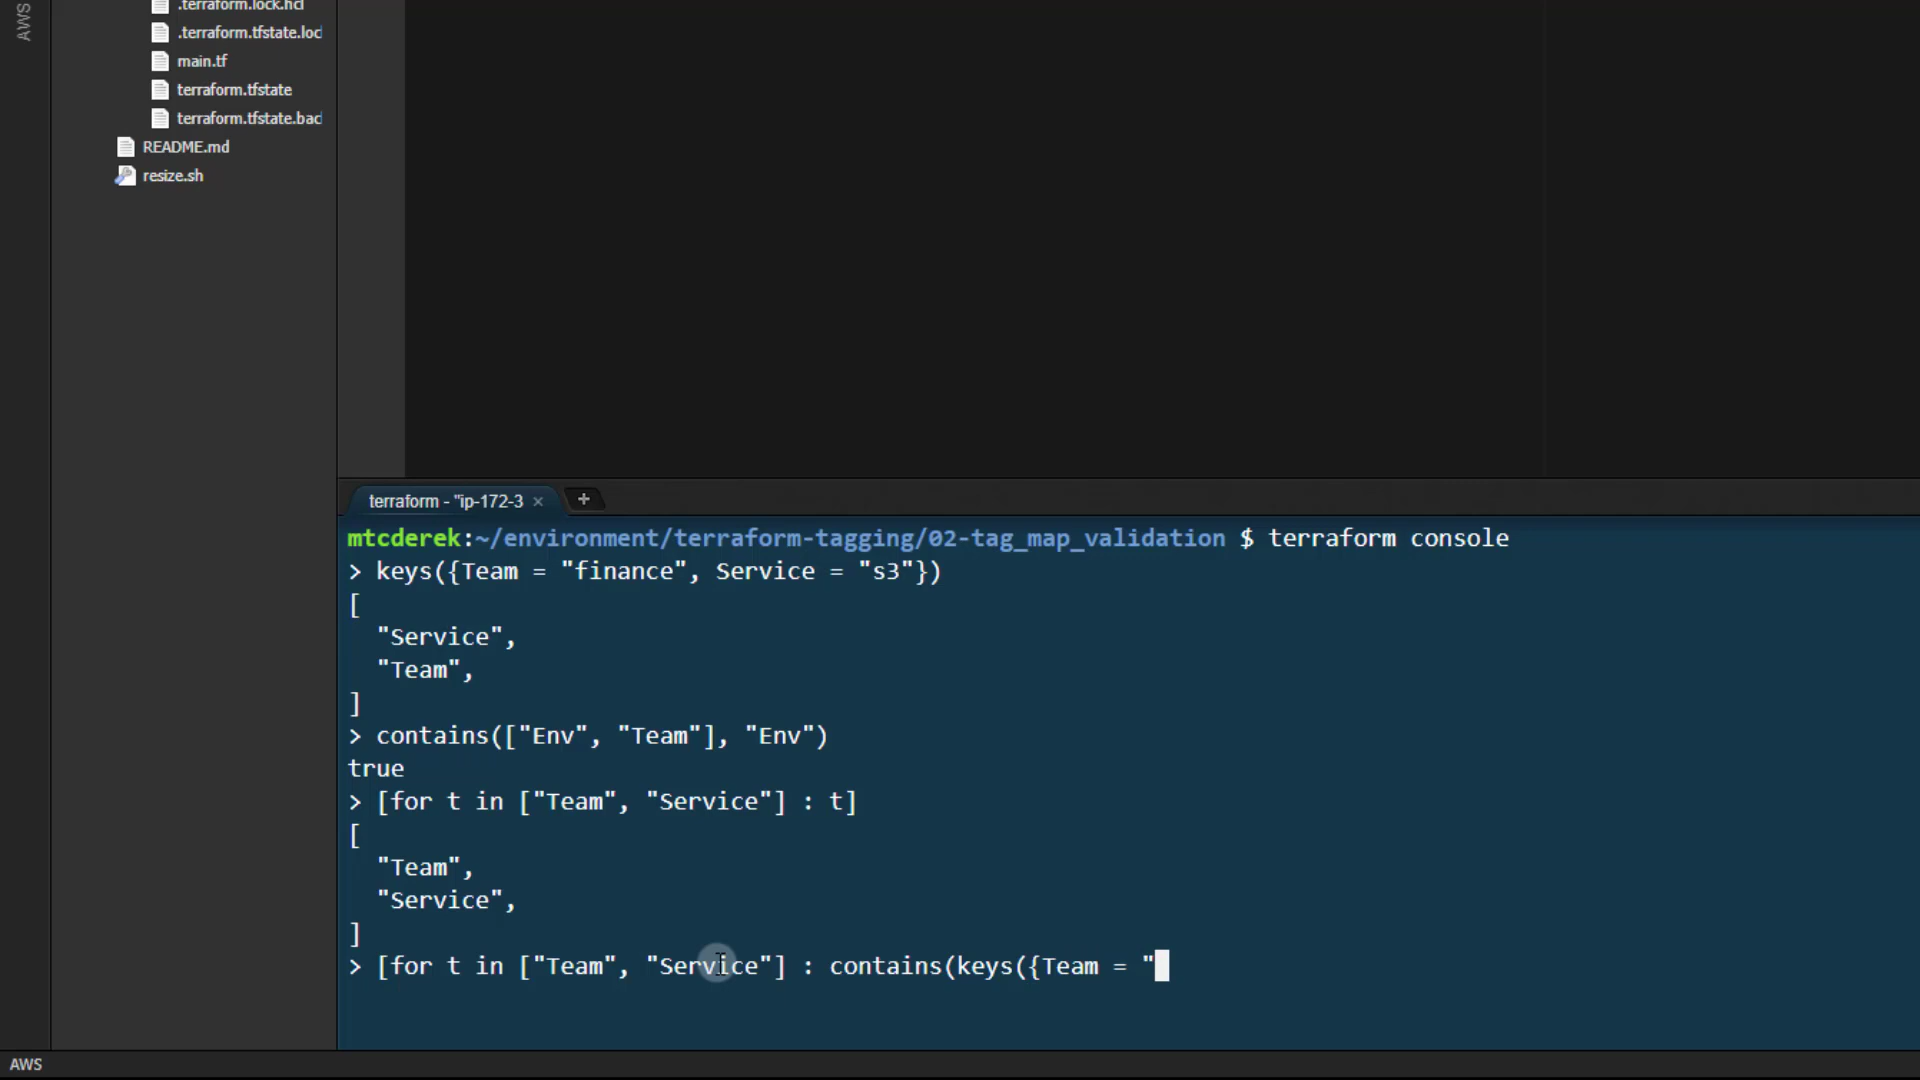 AWS
.terraform.lock.hcl
.terraform.tfstate.loc
main.tf
terraform.tfstate
terraform.tfstate.bac
README.md
resize.sh
terraform - "ip-172-3 × +
mtcderek:~/environment/terraform-tagging/02-tag_map_validation $ terraform console
> keys({Team = "finance", Service = "s3"})
[
  "Service",
  "Team",
]
> contains(["Env", "Team"], "Env")
true
> [for t in ["Team", "Service"] : t]
[
  "Team",
  "Service",
]
> [for t in ["Team", "Service"] : contains(keys({Team = "
AWS